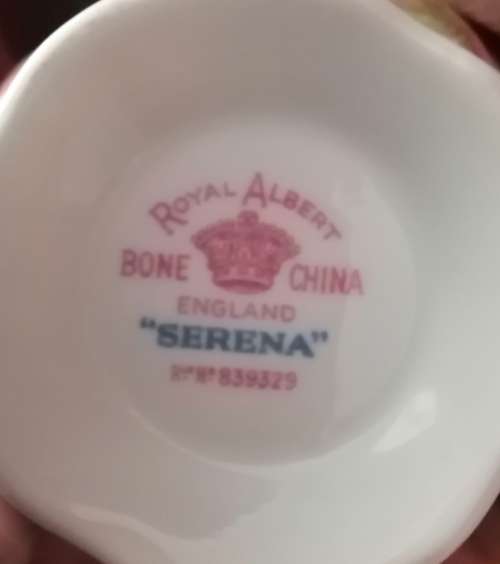 ROYAL ALBERT
BONE CHINA
ENGLAND
"SERENA"
Rd No 839329